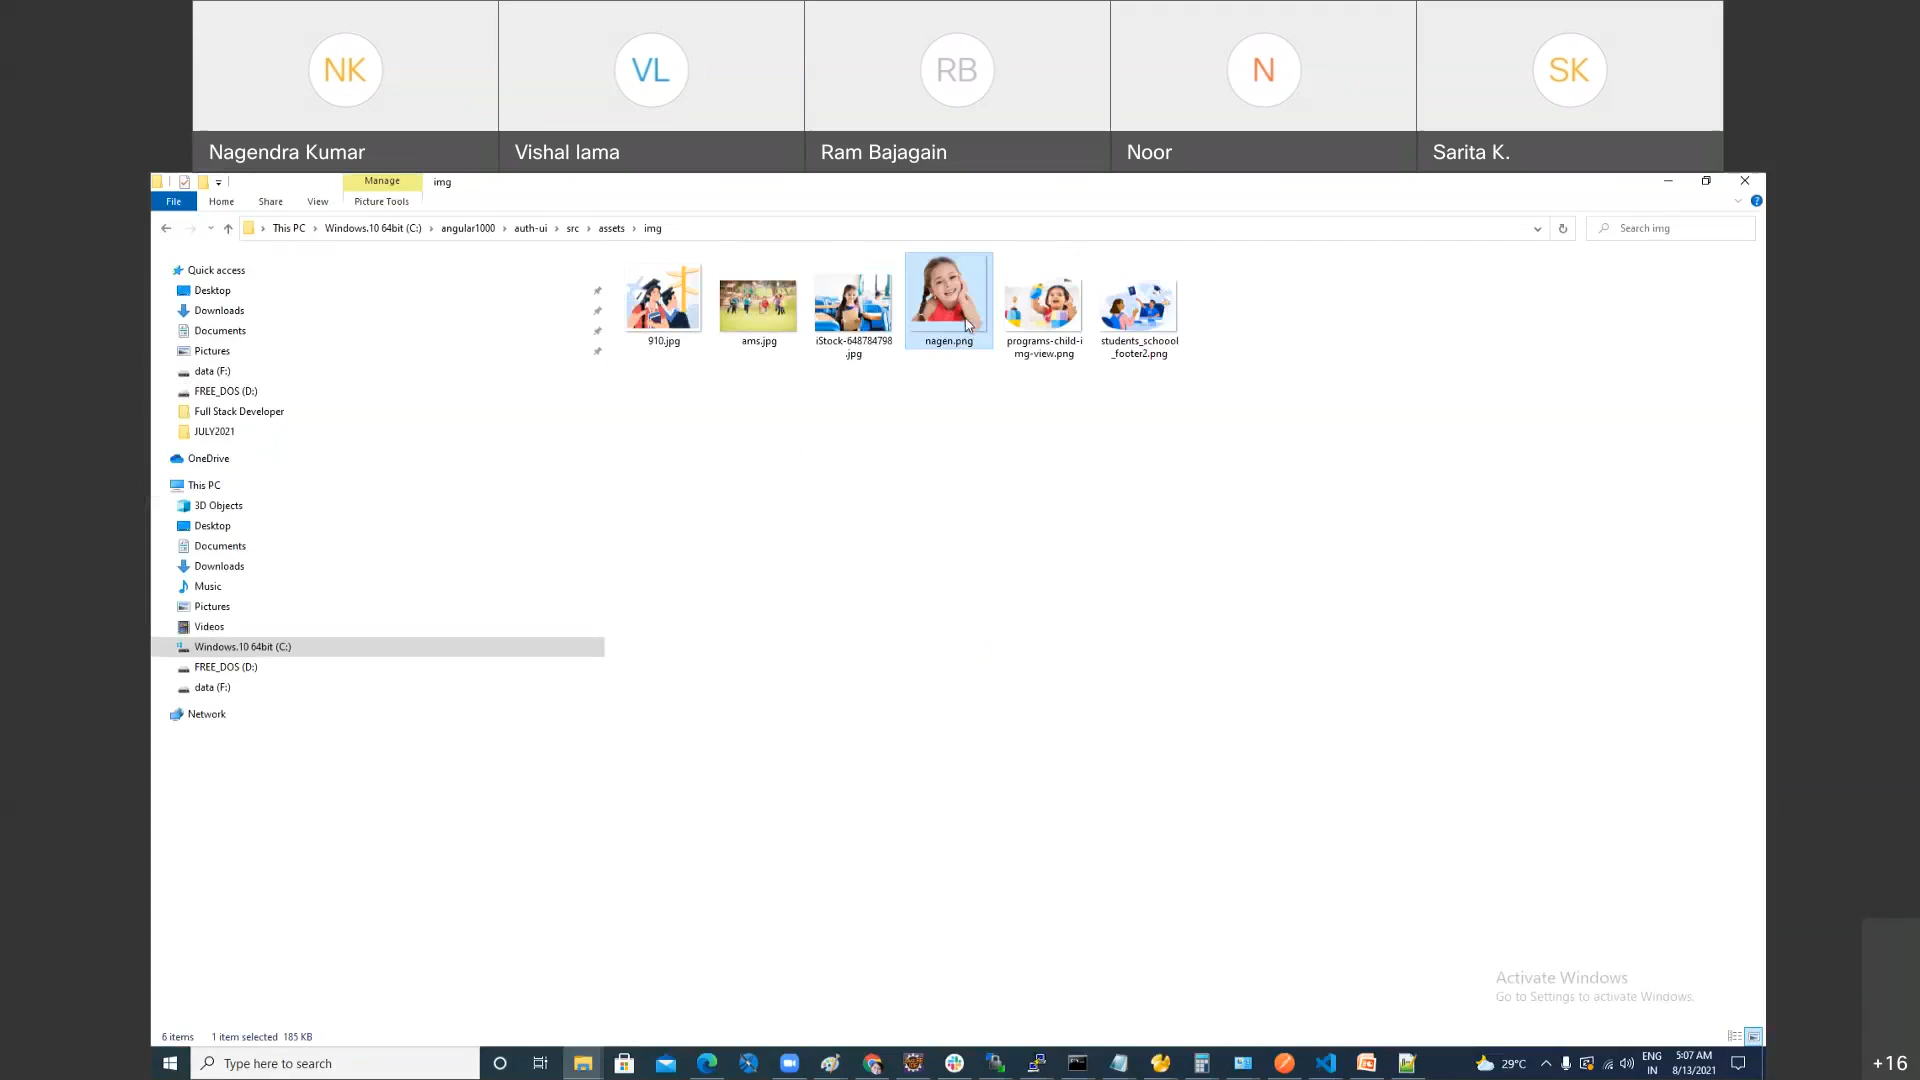 NK
VL
RB
N
SK
Nagendra Kumar
Vishal lama
Ram Bajagain
Noor
Sarita K.
Manage
img
File
Home
Share
View
Picture Tools
This PC
Windows.10 64bit (C:)
angular1000
auth-ui
src
assets
img
Search img
Quick access
Desktop
Downloads
Documents
Pictures
data (F:)
FREE_DOS (D:)
Full Stack Developer
JULY2021
OneDrive
This PC
3D Objects
Desktop
Documents
Downloads
Music
Pictures
Videos
Windows.10 64bit (C:)
FREE_DOS (D:)
data (F:)
Network
910.jpg
ams.jpg
iStock-648784798
.jpg
nagen.png
programs-child-i
mg-view.png
students_schoool
_footer2.png
Activate Windows
Go to Settings to activate Windows.
6 items
1 item selected 185 KB
Type here to search
29°C
ENG
IN
5:07 AM
8/13/2021
+16